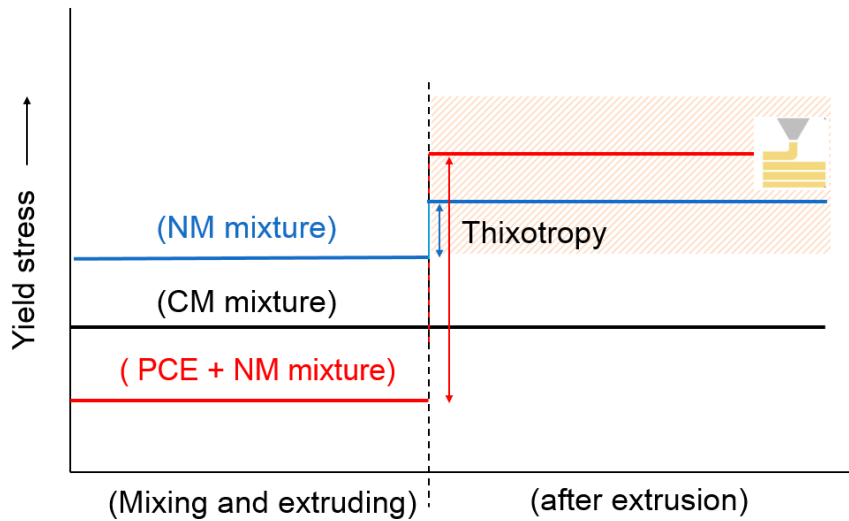 Yield stress
(NM mixture)
Thixotropy
(CM mixture)
( PCE + NM mixture)
(Mixing and extruding)
(after extrusion)